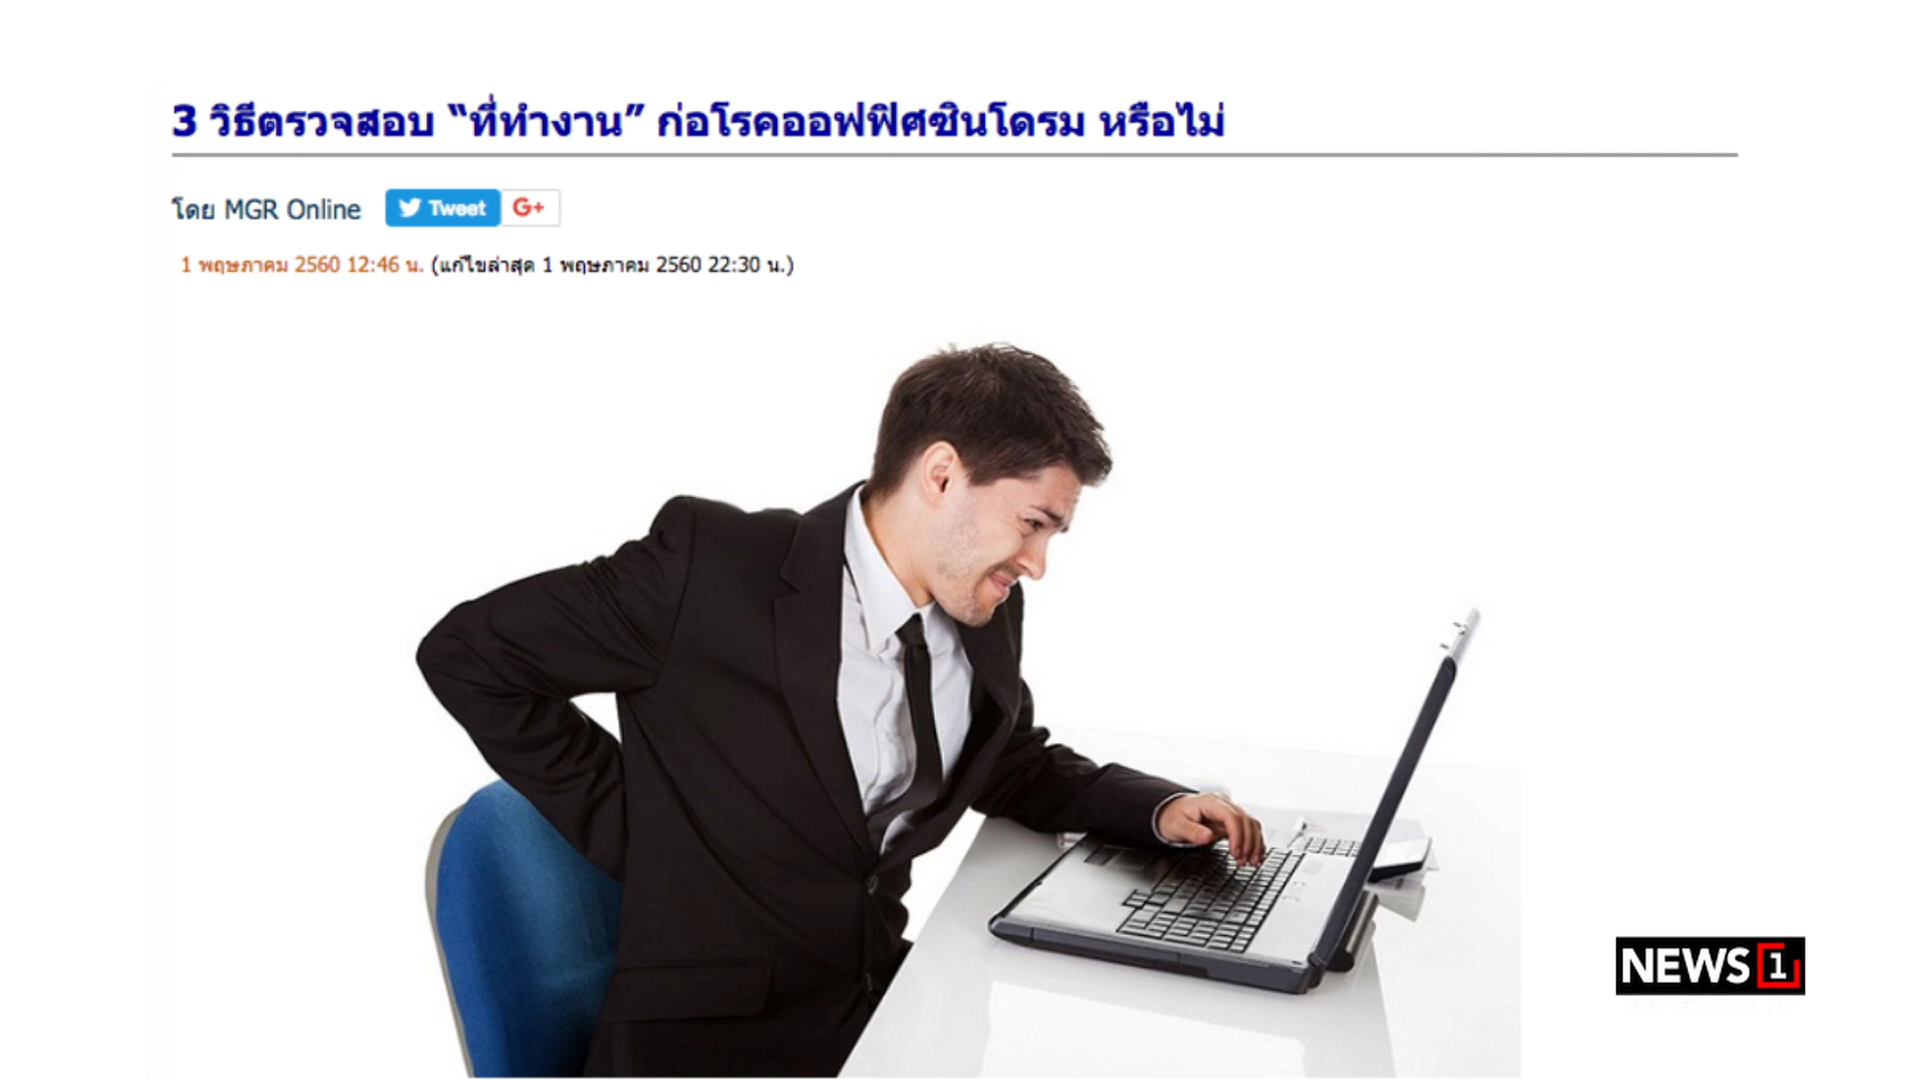 3 วิธีตรวจสอบ “ที่ทำงาน” ก่อโรคออฟฟิศซินโดรม หรือไม่
โดย MGR Online Tweet G+
1 พฤษภาคม 2560 12:46 น. (แก้ไขล่าสุด 1 พฤษภาคม 2560 22:30 น.)
NEWS 1